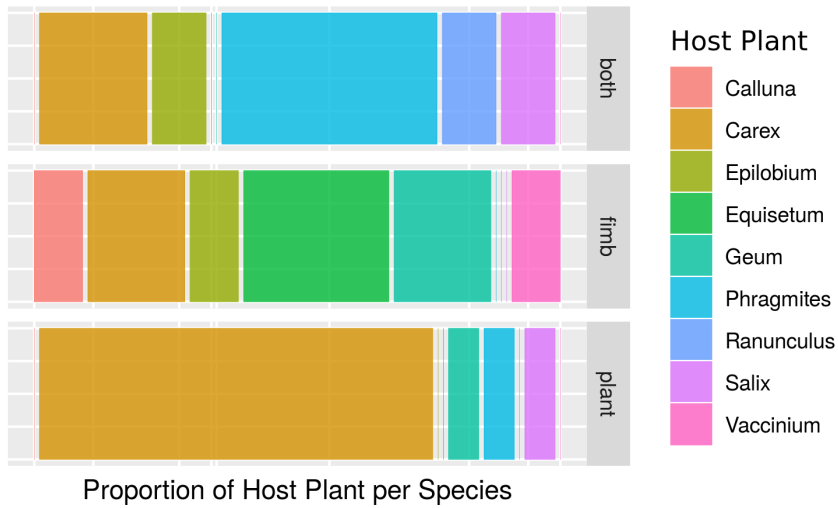 both
fimb
plant
Proportion of Host Plant per Species
Host Plant
Calluna
Carex
Epilobium
Equisetum
Geum
Phragmites
Ranunculus
Salix
Vaccinium